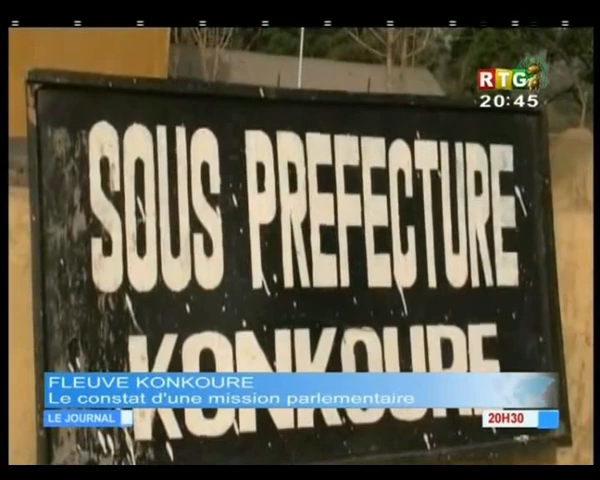 RTG
20:45
SOUS PREFECTURE
KONKOURE
FLEUVE KONKOURE
Le constat d'une mission parlementaire
LE JOURNAL
20H30